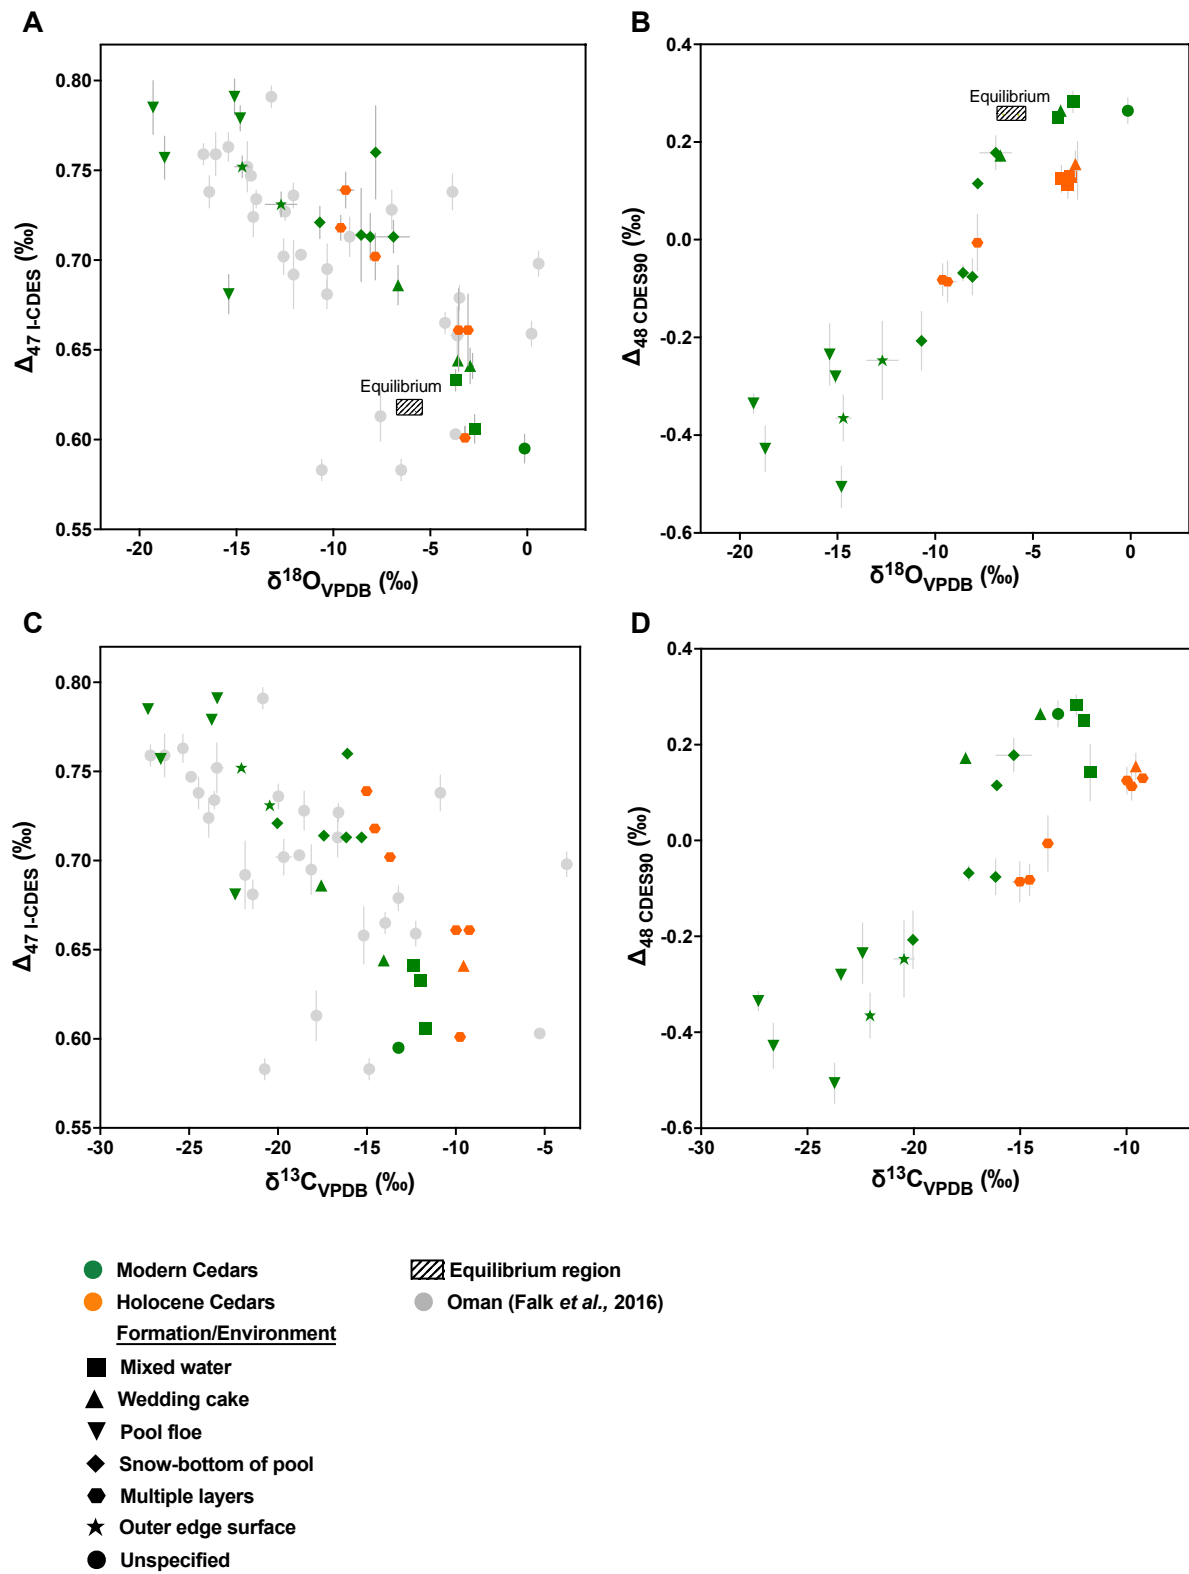 A
0.80
0.75
0.70
0.65
0.60
0.55
Δ47 I-CDES (‰)
Equilibrium
-20 -15 -10 -5 0
δ18OVPDB (‰)
B
0.4
0.2
0.0
-0.2
-0.4
-0.6
Δ48 CDES90 (‰)
Equilibrium
-20 -15 -10 -5 0
δ18OVPDB (‰)
C
0.80
0.75
0.70
0.65
0.60
0.55
Δ47 I-CDES (‰)
-30 -25 -20 -15 -10 -5
δ13CVPDB (‰)
D
0.4
0.2
0.0
-0.2
-0.4
-0.6
Δ48 CDES90 (‰)
-30 -25 -20 -15 -10
δ13CVPDB (‰)
Modern Cedars
Holocene Cedars
Equilibrium region
Oman (Falk et al., 2016)
Formation/Environment
Mixed water
Wedding cake
Pool floe
Snow-bottom of pool
Multiple layers
Outer edge surface
Unspecified